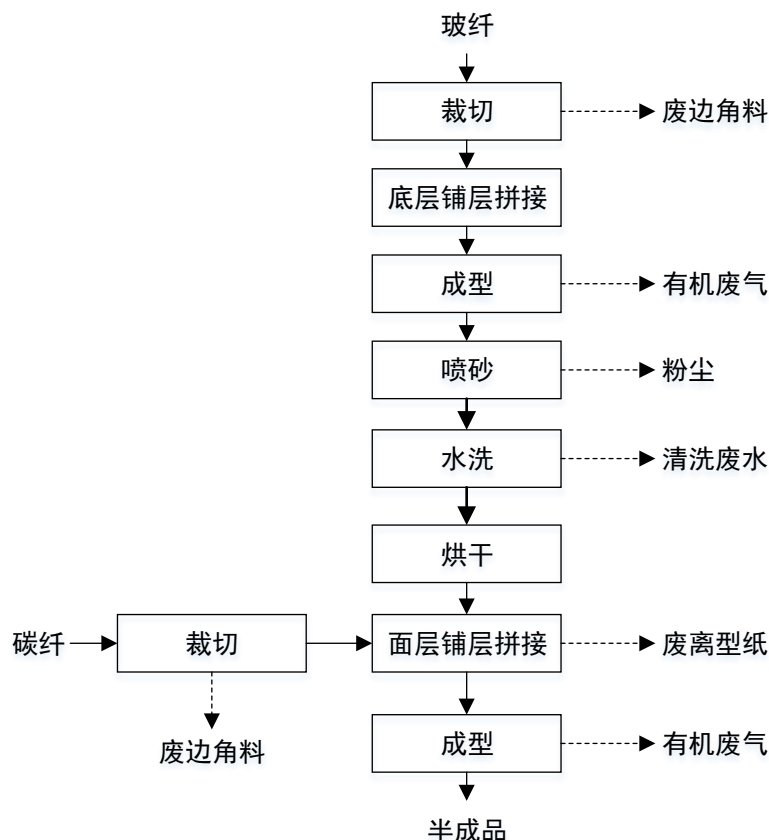 玻纤
裁切
废边角料
底层铺层拼接
成型
有机废气
喷砂
粉尘
水洗
清洗废水
烘干
碳纤
裁切
面层铺层拼接
废离型纸
废边角料
成型
有机废气
半成品